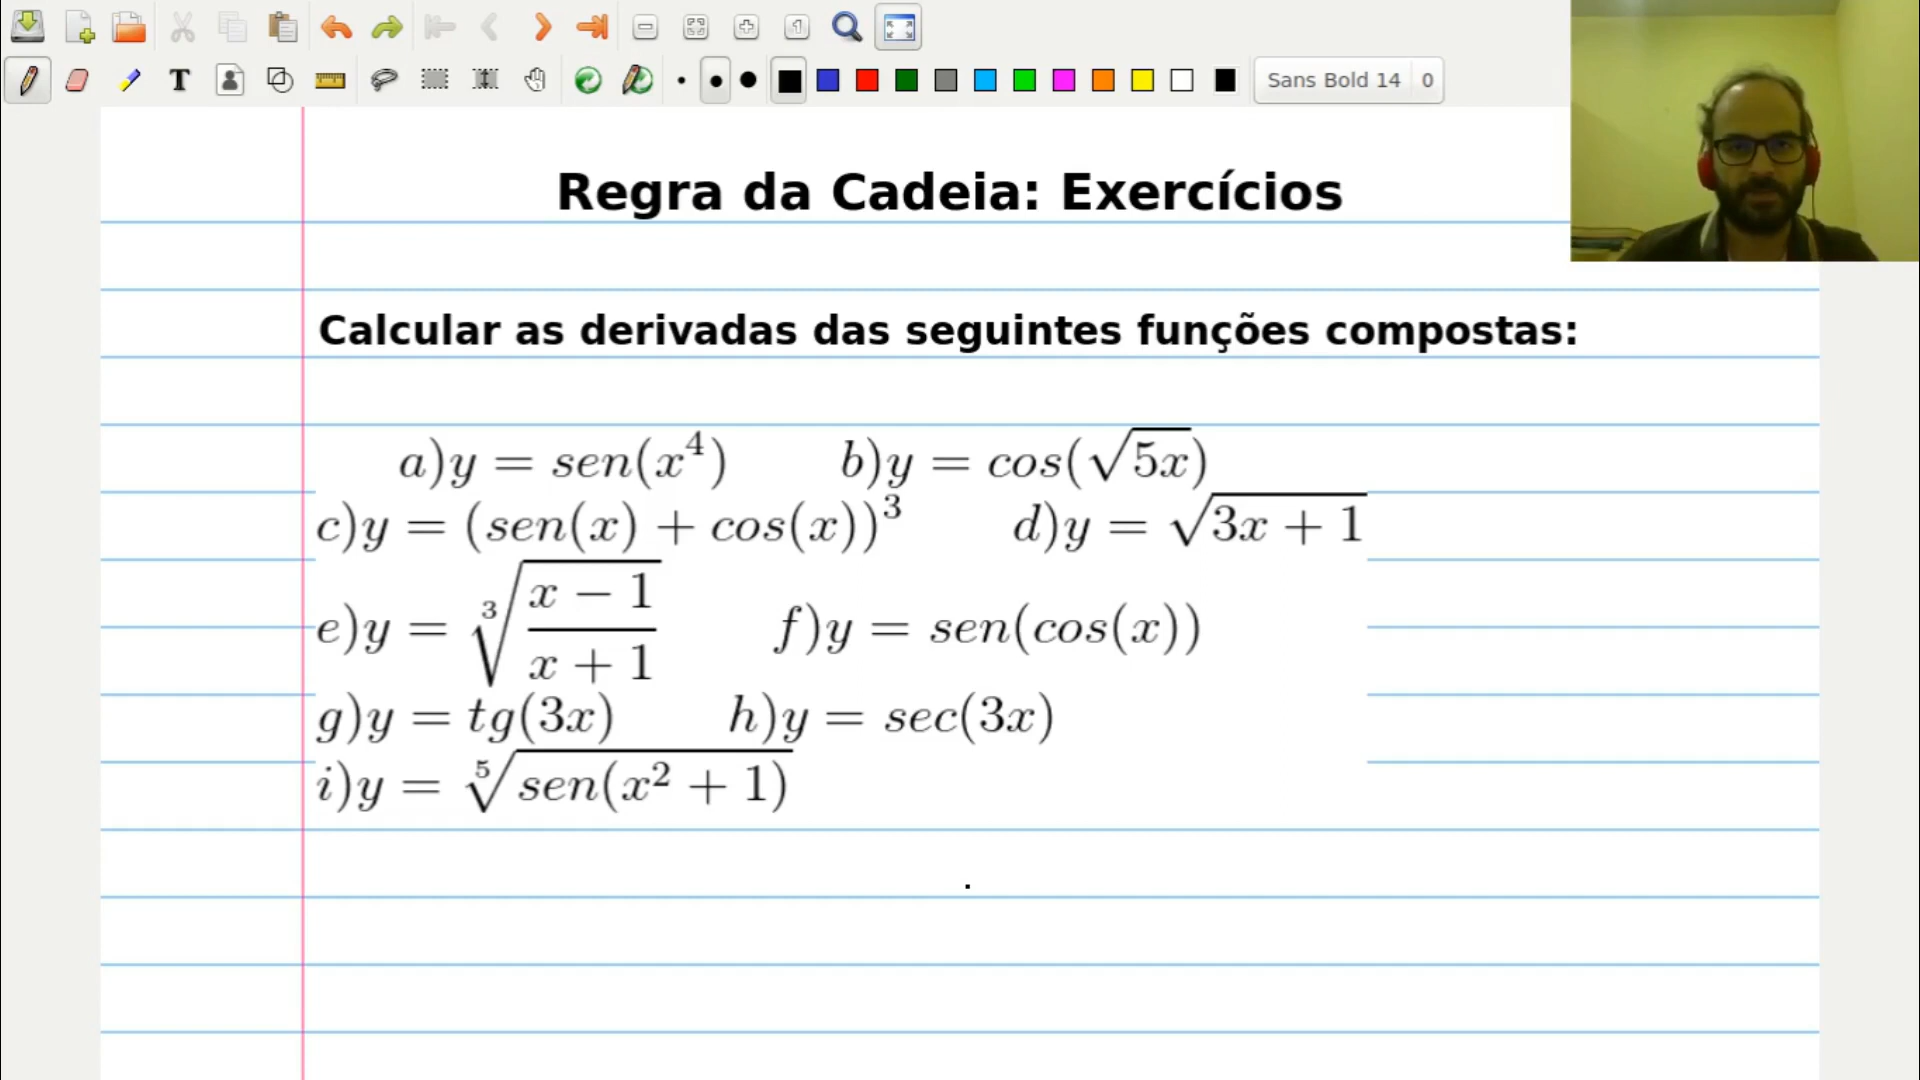 T Sans Bold 14 0
Regra da Cadeia: Exercícios
Calcular as derivadas das seguintes funções compostas:
a)y = sen(x⁴) b)y = cos(√(5x))
c)y = (sen(x) + cos(x))³ d)y = √(3x + 1)
e)y = ∛((x − 1)/(x + 1)) f)y = sen(cos(x))
g)y = tg(3x) h)y = sec(3x)
i)y = ⁵√(sen(x² + 1))
.